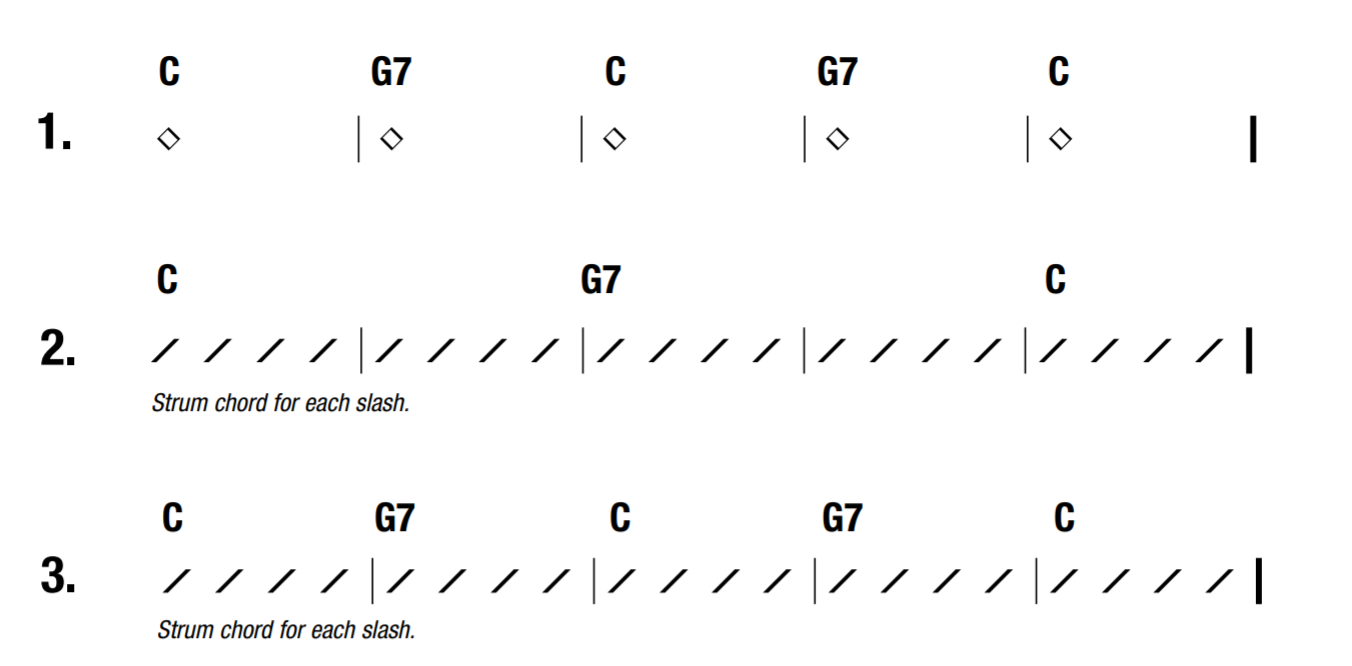 C G7 C G7 C
1.
C G7 C
2.
Strum chord for each slash.
C G7 C G7 C
3.
Strum chord for each slash.